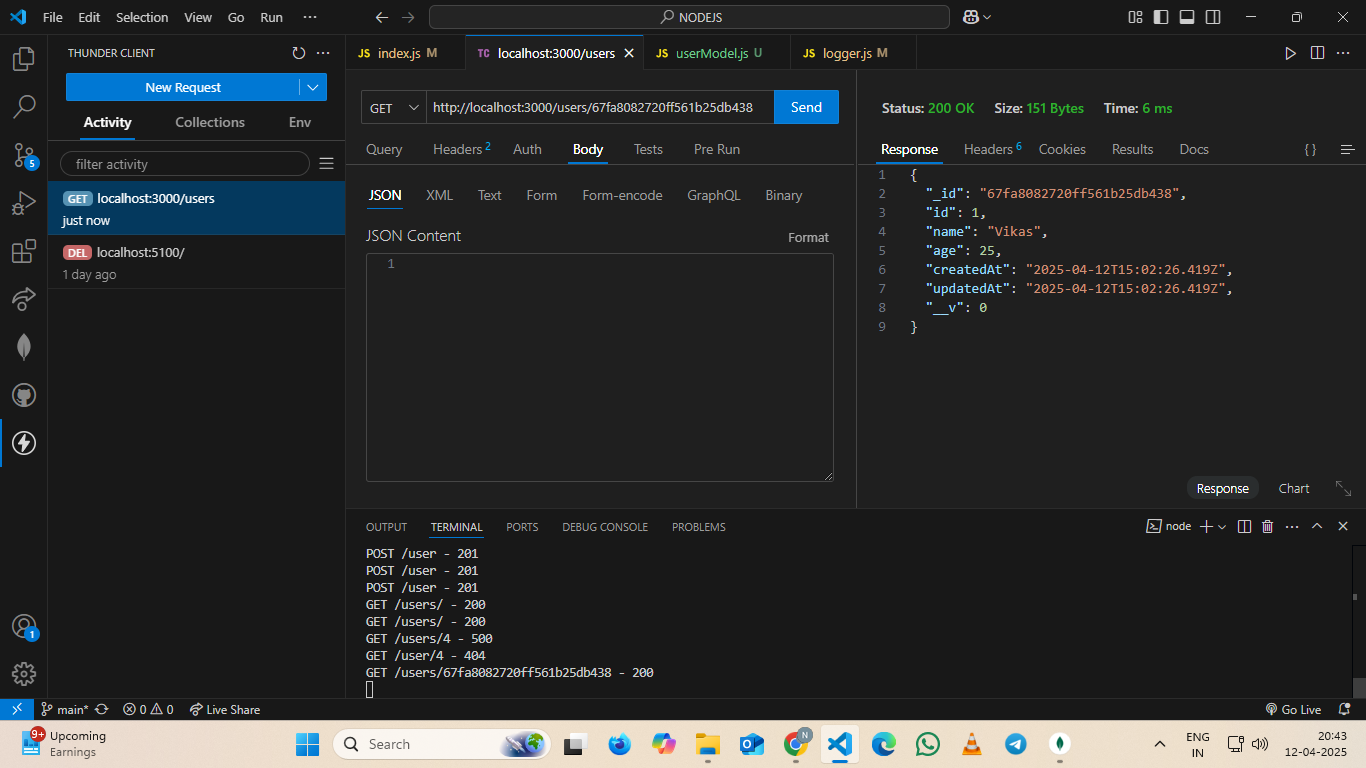 File Edit Selection View Go Run ··· NODEJS
THUNDER CLIENT
New Request
Activity Collections Env
filter activity
GET localhost:3000/users
just now
DEL localhost:5100/
1 day ago
5
1
JS index.js M
TC localhost:3000/users
JS userModel.js U
JS logger.js M
GET http://localhost:3000/users/67fa8082720ff561b25db438 Send
Query Headers 2 Auth Body Tests Pre Run
JSON XML Text Form Form-encode GraphQL Binary
JSON Content Format
1
Status: 200 OK Size: 151 Bytes Time: 6 ms
Response Headers 6 Cookies Results Docs { }
1 {
2 "_id": "67fa8082720ff561b25db438",
3 "id": 1,
4 "name": "Vikas",
5 "age": 25,
6 "createdAt": "2025-04-12T15:02:26.419Z",
7 "updatedAt": "2025-04-12T15:02:26.419Z",
8 "__v": 0
9 }
Response Chart
OUTPUT TERMINAL PORTS DEBUG CONSOLE PROBLEMS node
POST /user - 201
POST /user - 201
POST /user - 201
GET /users/ - 200
GET /users/ - 200
GET /users/4 - 500
GET /user/4 - 404
GET /users/67fa8082720ff561b25db438 - 200
main* 0 0 Live Share Go Live
9+ Upcoming
Earnings
Search
N
ENG
IN
20:43
12-04-2025